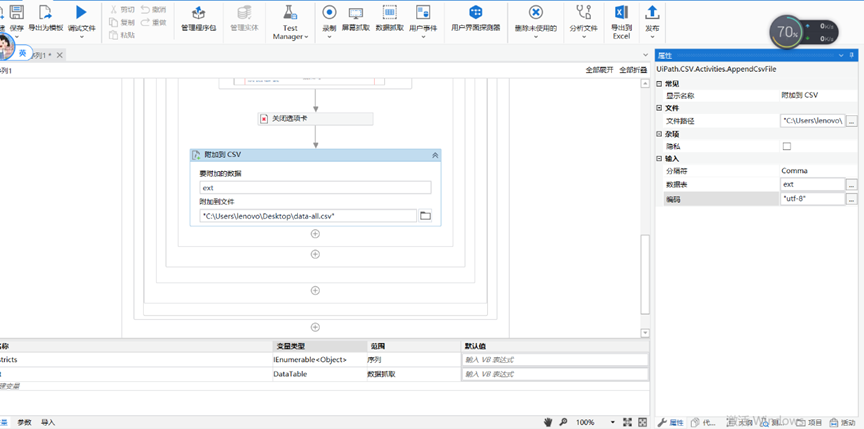 保存 导出为模板 调试文件
剪切 撤消
复制 重做
粘贴
管理程序包 管理实体 Test Manager 录制 屏幕抓取 数据抓取 用户事件 用户界面探测器 删除未使用的 分析文件 导出到 Excel 发布
70%
0K/s
0K/s
英
序列1*
列1
全部展开 全部折叠
关闭选项卡
附加到 CSV
要附加的数据
ext
附加到文件
"C:\Users\lenovo\Desktop\data-all.csv"
属性
UiPath.CSV.Activities.AppendCsvFile
常见
显示名称 附加到 CSV
文件
文件路径 "C:\Users\lenovo\ ...
杂项
隐私
输入
分隔符 Comma
数据表 ext ...
编码 "utf-8" ...
名称 变量类型 范围 默认值
stricts IEnumerable<Object> 序列 输入 VB 表达式
t DataTable 数据抓取 输入 VB 表达式
建变量
量 参数 导入
100%
激活 Windows
属性 代... 项目 活动